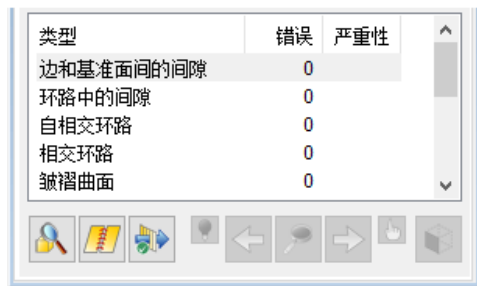 类型 错误 严重性
边和基准面间的间隙 0
环路中的间隙 0
自相交环路 0
相交环路 0
皱褶曲面 0